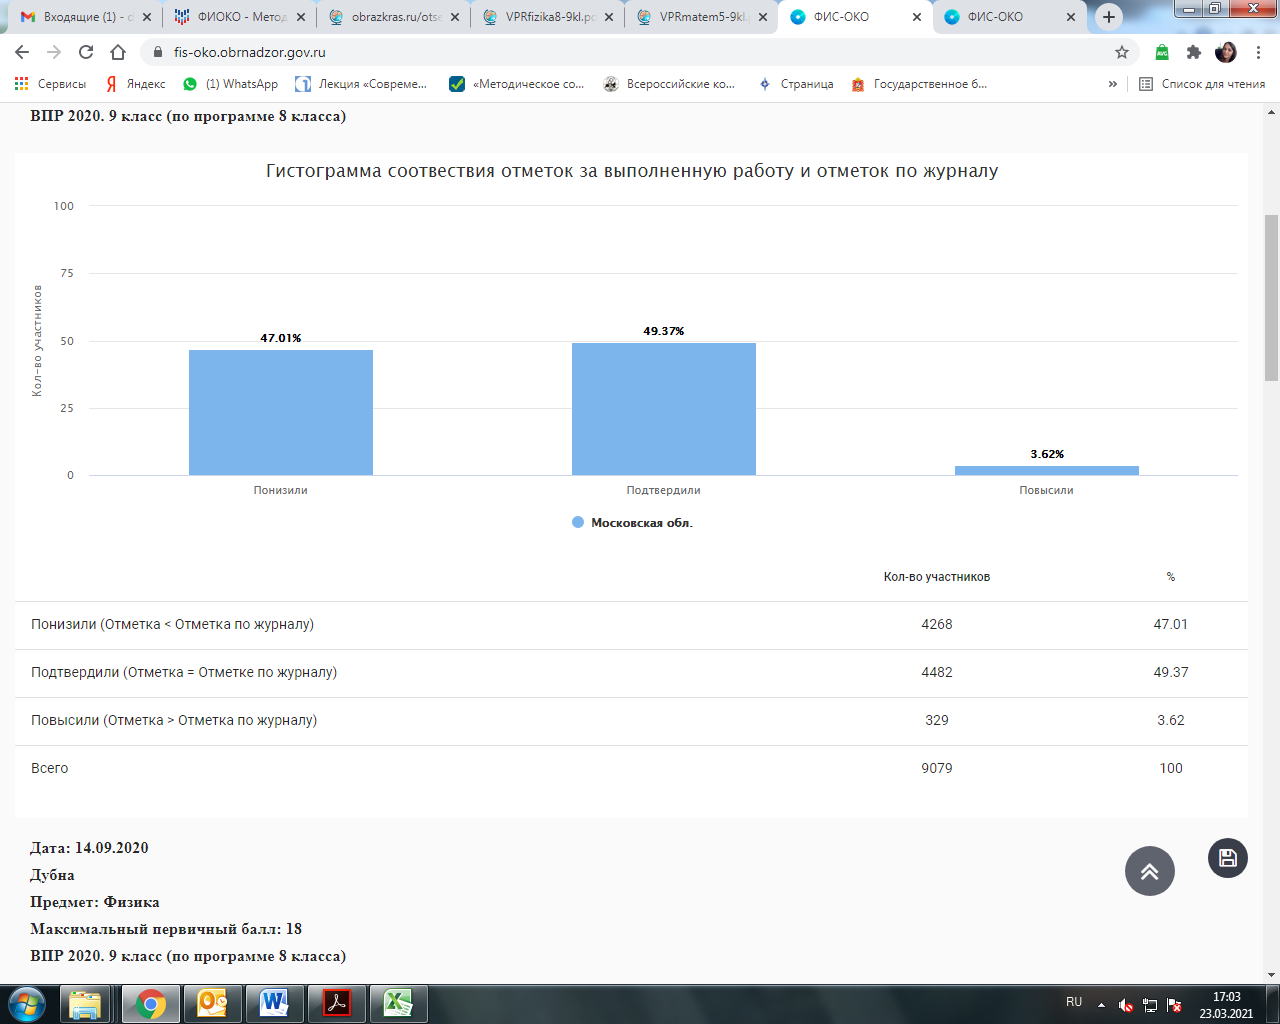 Входящие (1) - d
ФИОКО - Метод
obrazkras.ru/otse
VPRfizika8-9kl.pd
VPRmatem5-9kl.p
ФИС-ОКО
ФИС-ОКО
fis-oko.obrnadzor.gov.ru
Сервисы
Яндекс
(1) WhatsApp
Лекция «Совреме...
«Методическое со...
Всероссийские ко...
Страница
Государственное б...
»
Список для чтения
ВПР 2020. 9 класс (по программе 8 класса)
Гистограмма соотвествия отметок за выполненную работу и отметок по журналу
Кол-во участников
100
75
50
25
0
47.01%
49.37%
3.62%
Понизили
Подтвердили
Повысили
Московская обл.
Кол-во участников %
Понизили (Отметка < Отметка по журналу) 4268 47.01
Подтвердили (Отметка = Отметке по журналу) 4482 49.37
Повысили (Отметка > Отметка по журналу) 329 3.62
Всего 9079 100
Дата: 14.09.2020
Дубна
Предмет: Физика
Максимальный первичный балл: 18
ВПР 2020. 9 класс (по программе 8 класса)
RU
17:03
23.03.2021